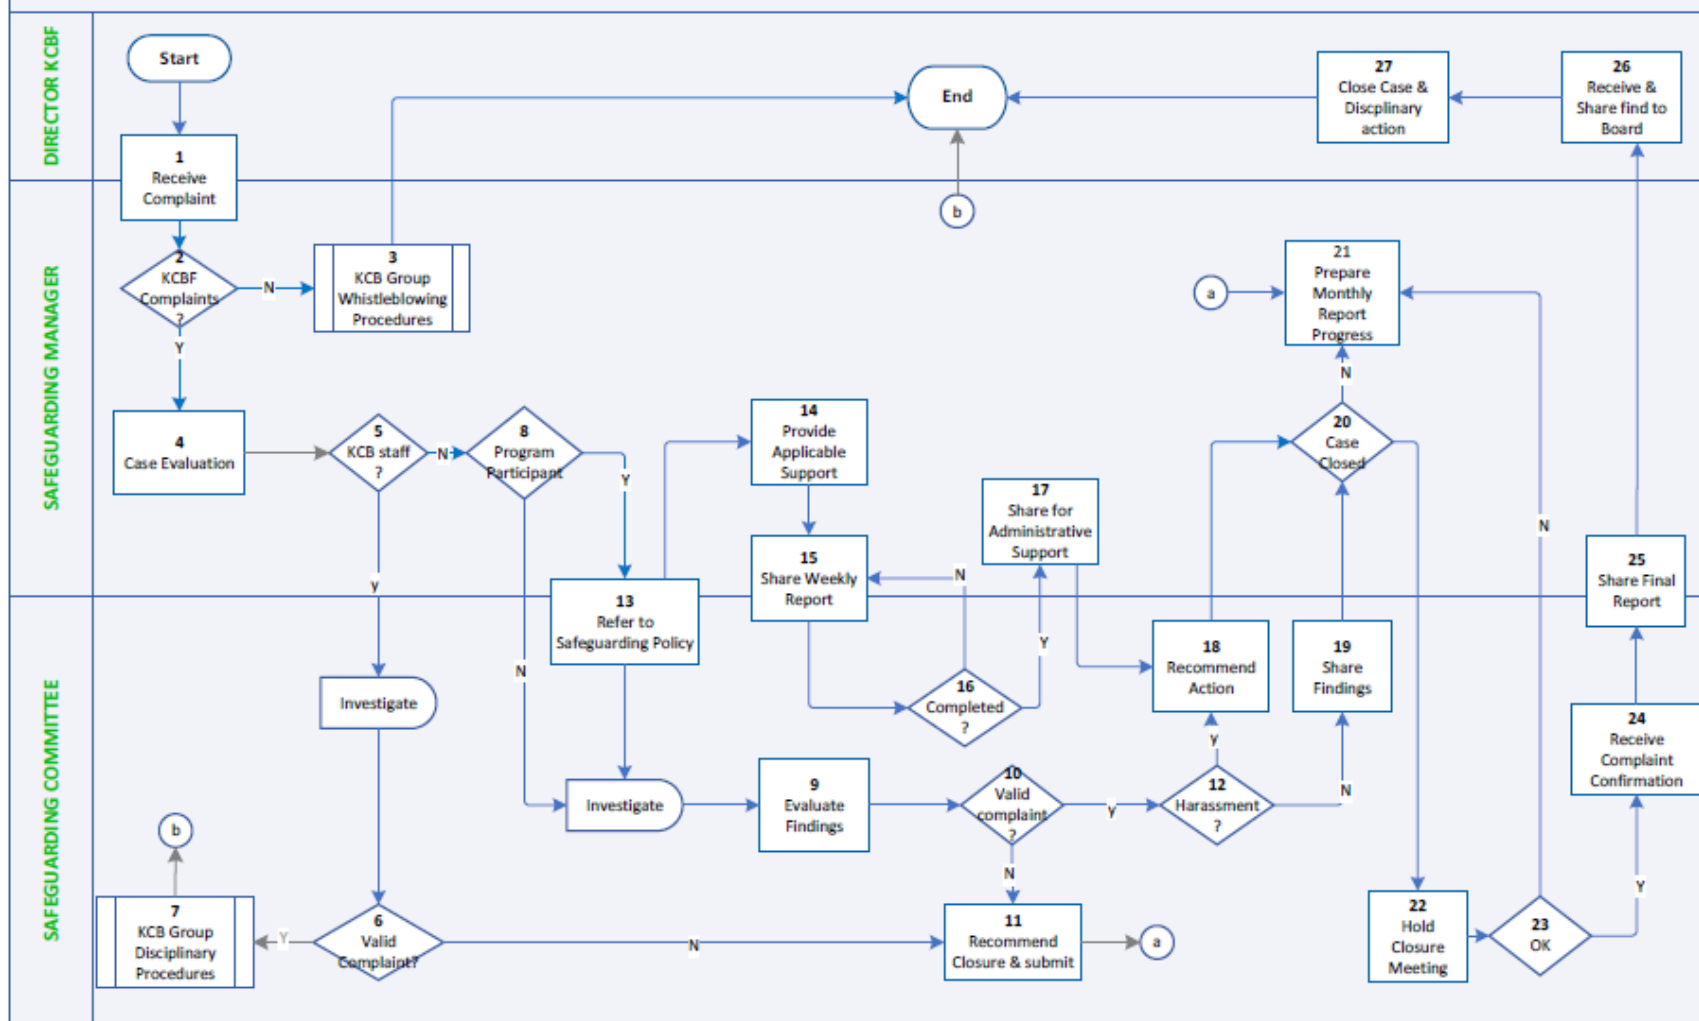 DIRECTOR KCBF
Start
1
Receive
Complaint
End
27
Close Case &
Discplinary
action
26
Receive &
Share find to
Board
SAFEGUARDING MANAGER
2
KCBF
Complaints
?
N
Y
3
KCB Group
Whistleblowing
Procedures
b
a
21
Prepare
Monthly
Report
Progress
N
4
Case Evaluation
5
KCB staff
?
N
y
8
Program
Participant
Y
N
14
Provide
Applicable
Support
15
Share Weekly
Report
N
17
Share for
Administrative
Support
Y
20
Case
Closed
N
25
Share Final
Report
SAFEGUARDING COMMITTEE
13
Refer to
Safeguarding Policy
Investigate
16
Completed
?
18
Recommend
Action
y
19
Share
Findings
N
24
Receive
Complaint
Confirmation
Y
Investigate
9
Evaluate
Findings
10
Valid
complaint
?
y
N
12
Harassment
?
b
7
KCB Group
Disciplinary
Procedures
Y
6
Valid
Complaint?
N
11
Recommend
Closure & submit
a
22
Hold
Closure
Meeting
23
OK